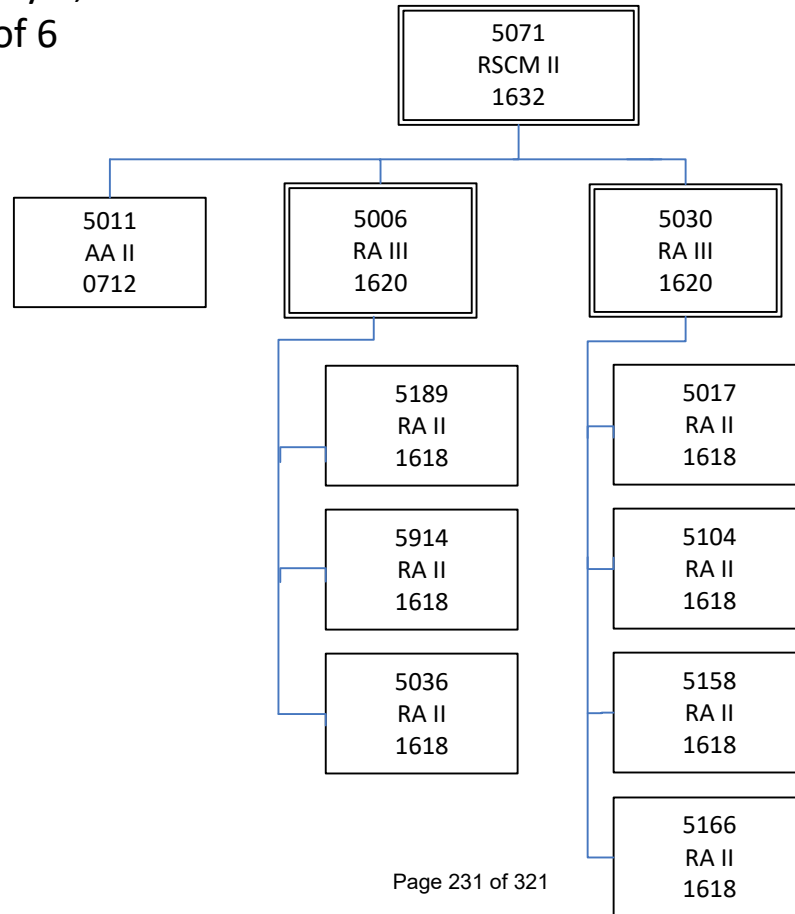 of 6
5071
RSCM II
1632
5011
AA II
0712
5006
RA III
1620
5030
RA III
1620
5189
RA II
1618
5914
RA II
1618
5036
RA II
1618
5017
RA II
1618
5104
RA II
1618
5158
RA II
1618
5166
RA II
1618
Page 231 of 321